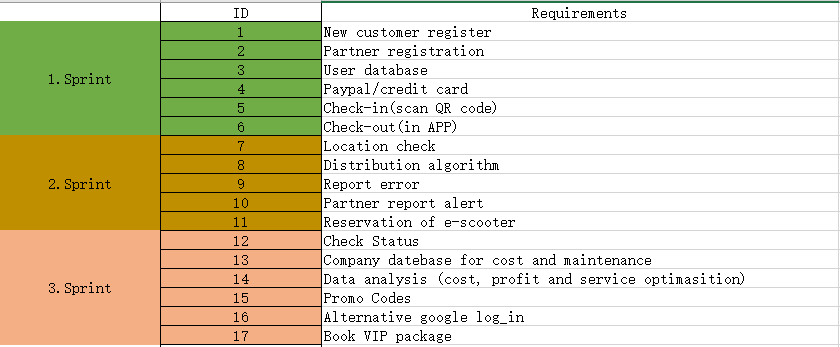 ID Requirements
1 New customer register
2 Partner registration
3 User database
1.Sprint 4 Paypal/credit card
5 Check-in(scan QR code)
6 Check-out(in APP)
7 Location check
8 Distribution algorithm
2.Sprint 9 Report error
10 Partner report alert
11 Reservation of e-scooter
12 Check Status
13 Company datebase for cost and maintenance
3.Sprint 14 Data analysis (cost, profit and service optimasition)
15 Promo Codes
16 Alternative google log_in
17 Book VIP package